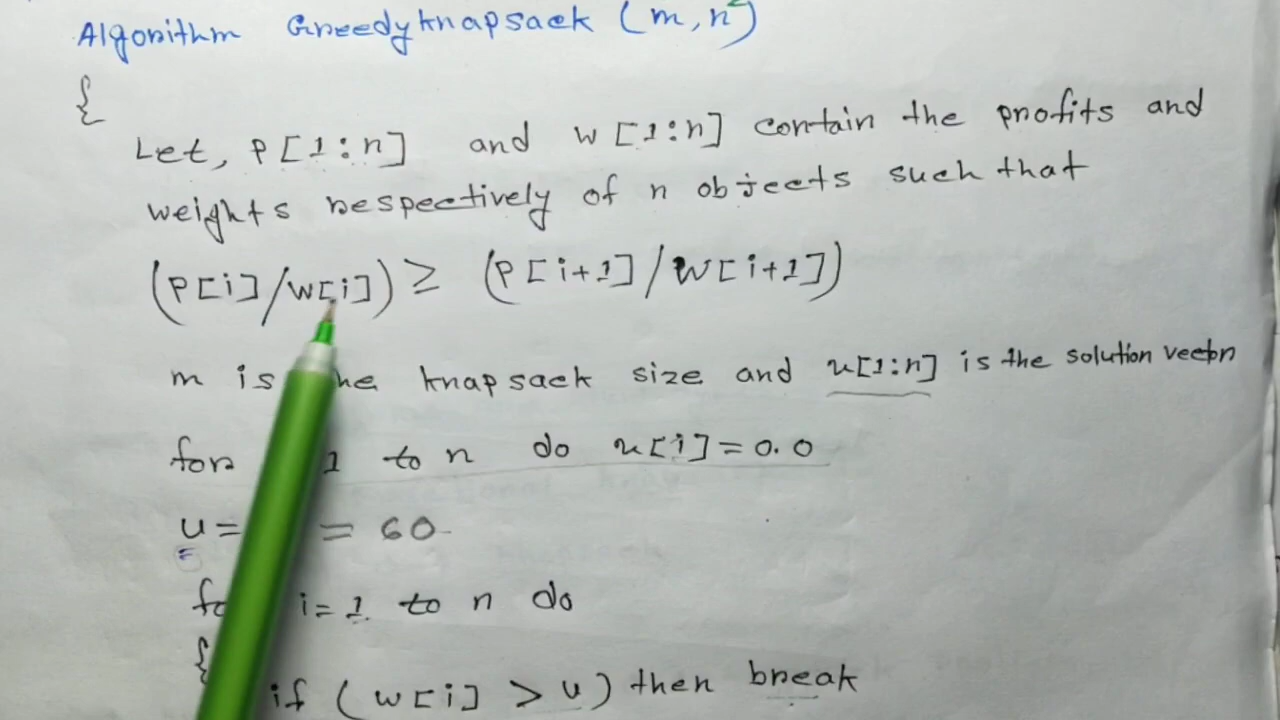 Algorithm Greedyknapsack (m, n)
{
Let, P[1:n] and w[1:n] contain the profits and
weights respectively of n objects such that
(P[i]/w[i]) ≥ (P[i+1]/W[i+1])
m is knapsack size and x[1:n] is the solution vector
for 1 to n do x[i]=0.0
u= = 60
i=1 to n do
{
if (w[i] > u) then break